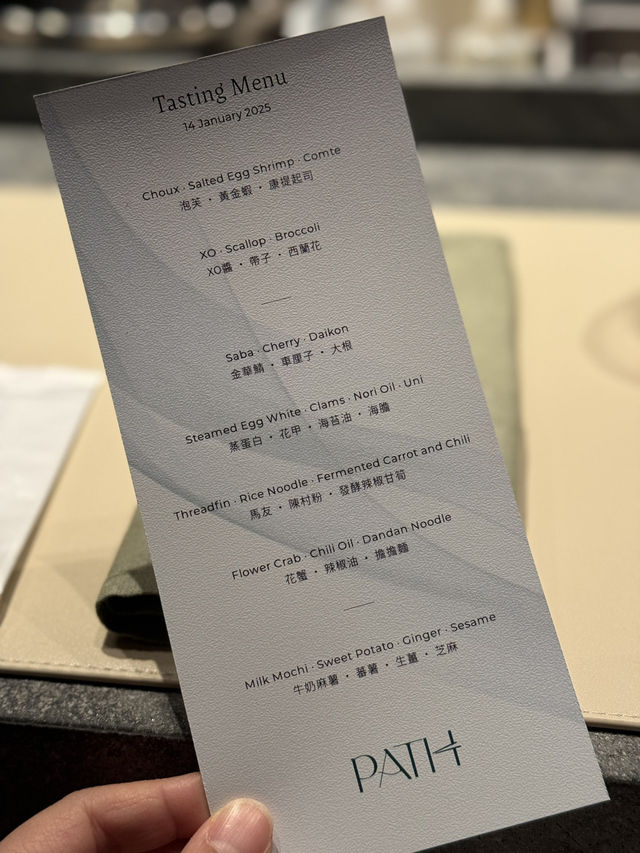 Tasting Menu
14 January 2025
Choux · Salted Egg Shrimp · Comte
泡芙 · 黃金蝦 · 康提起司
XO · Scallop · Broccoli
XO醬 · 帶子 · 西蘭花
Saba · Cherry · Daikon
金華鯖 · 車厘子 · 大根
Steamed Egg White · Clams · Nori Oil · Uni
蒸蛋白 · 花甲 · 海苔油 · 海膽
Threadfin · Rice Noodle · Fermented Carrot and Chili
馬友 · 陳村粉 · 發酵辣椒甘筍
Flower Crab · Chili Oil · Dandan Noodle
花蟹 · 辣椒油 · 擔擔麵
Milk Mochi · Sweet Potato · Ginger · Sesame
牛奶麻薯 · 蕃薯 · 生薑 · 芝麻
PATH